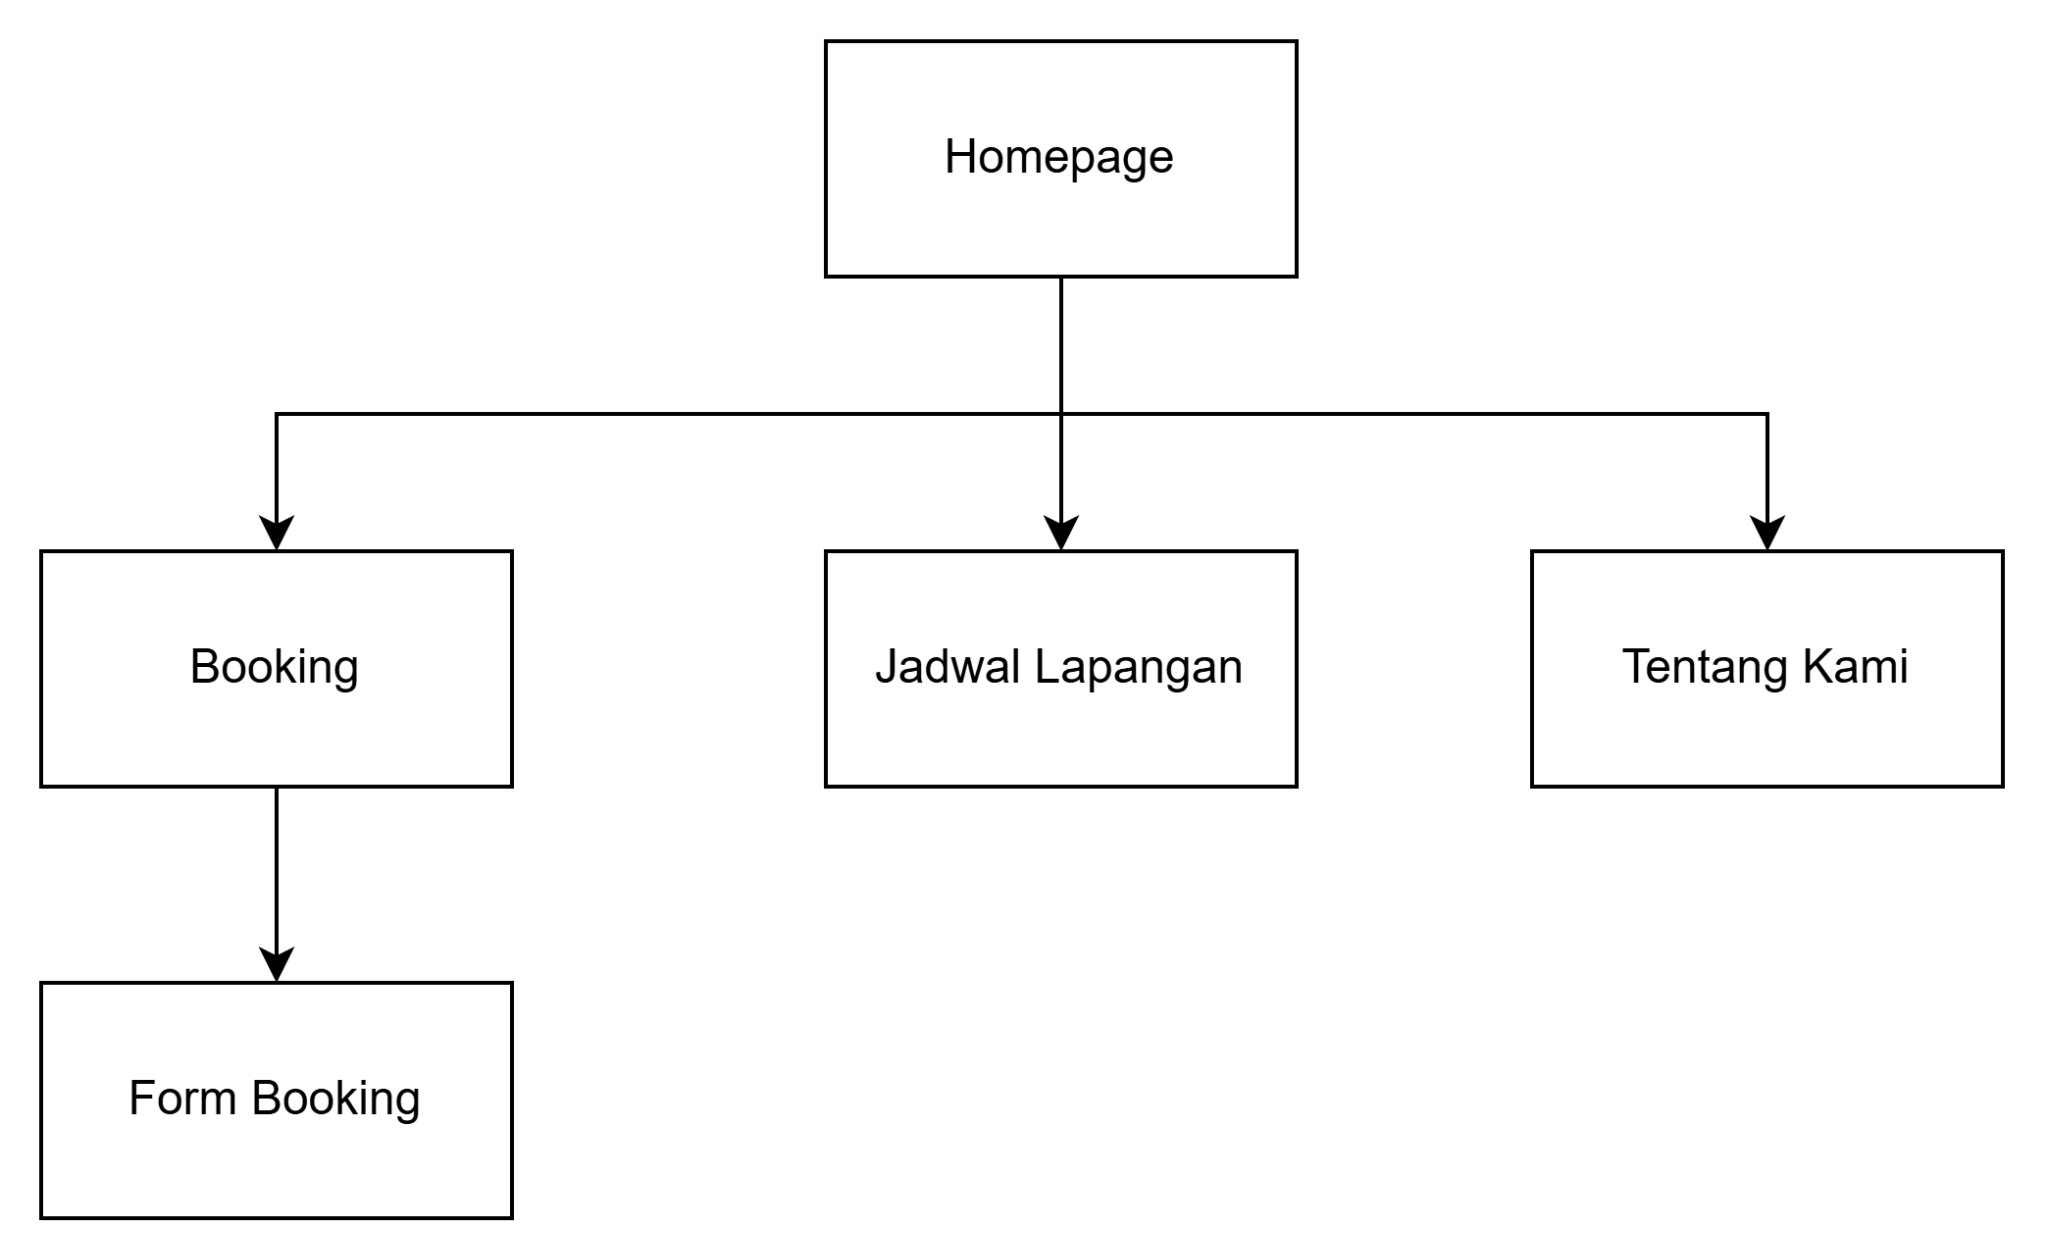 Homepage
Booking
Jadwal Lapangan
Tentang Kami
Form Booking